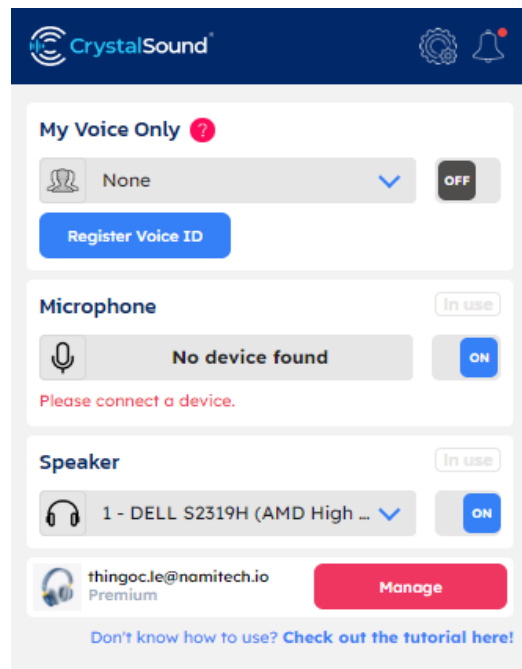 CrystalSound
My Voice Only ?
None
OFF
Register Voice ID
Microphone
In use
No device found
ON
Please connect a device.
Speaker
In use
1 - DELL S2319H (AMD High ...
ON
thingoc.le@namitech.io
Premium
Manage
Don't know how to use? Check out the tutorial here!